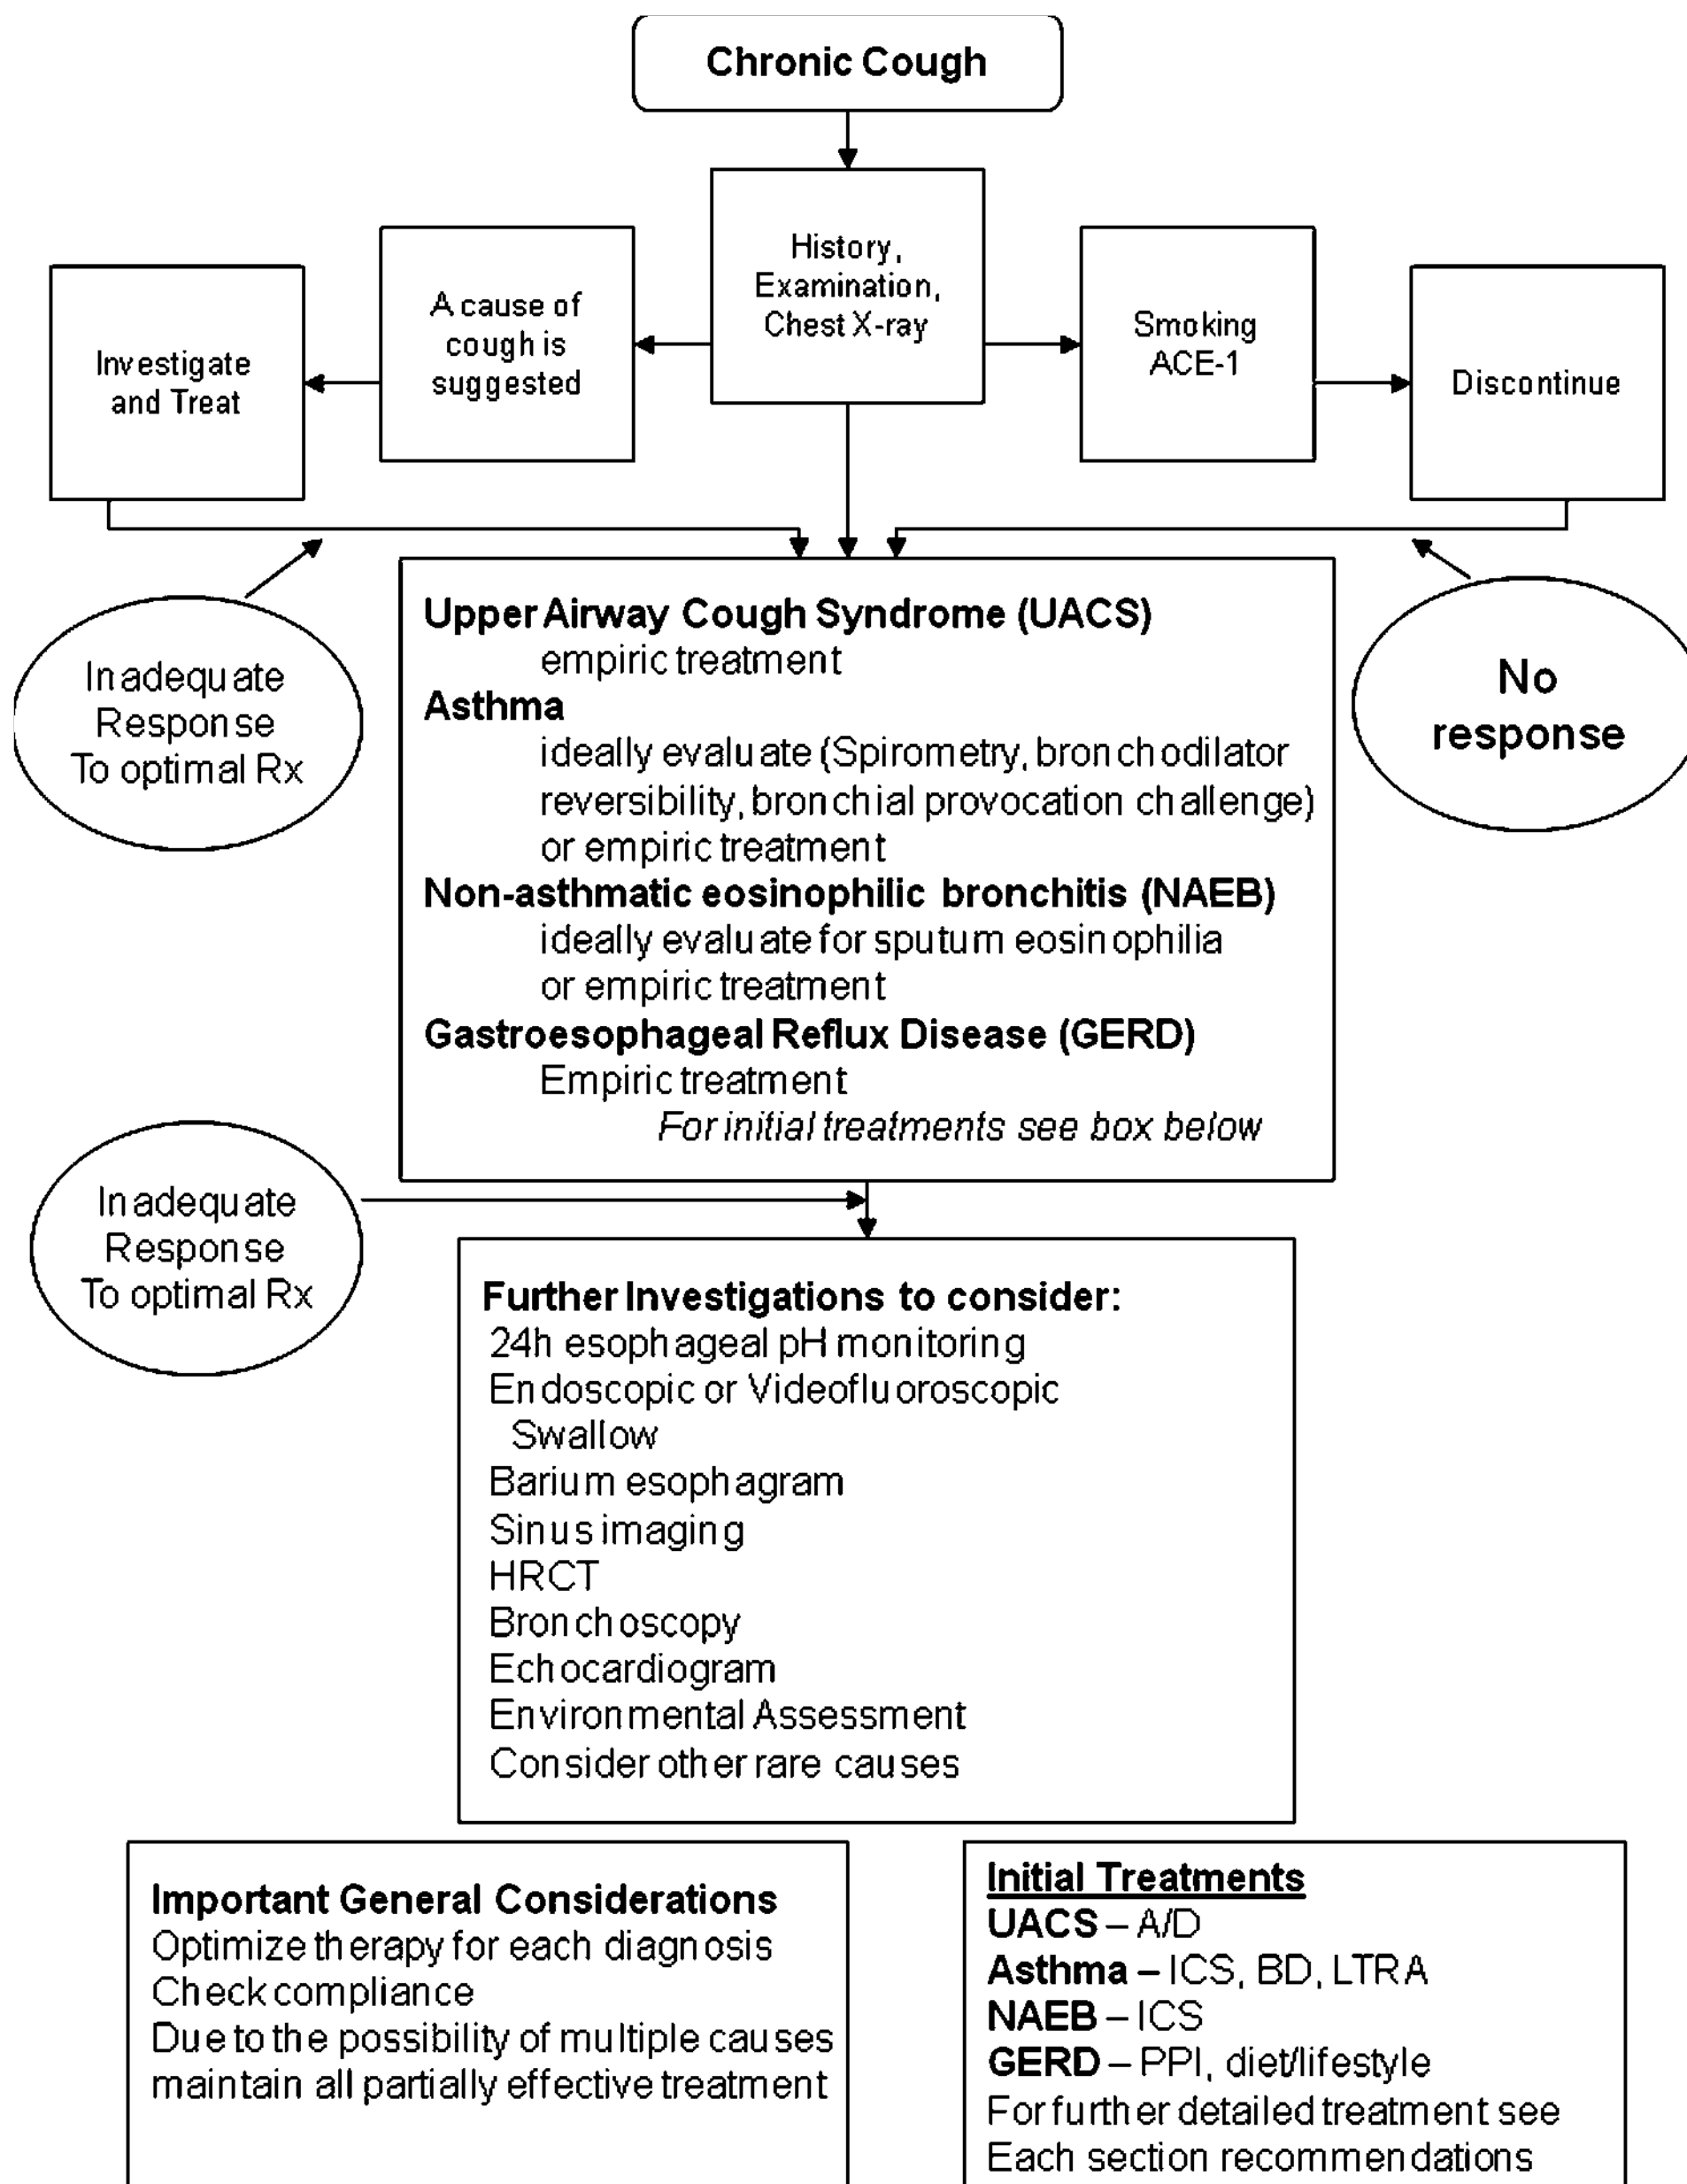 Chronic Cough
History,
Examination,
Chest X-ray
A cause of
cough is
suggested
Investigate
and Treat
Smoking
ACE-1
Discontinue
Inadequate
Response
To optimal Rx
No
response
Upper Airway Cough Syndrome (UACS)
empiric treatment
Asthma
ideally evaluate (Spirometry, bronchodilator
reversibility, bronchial provocation challenge)
or empiric treatment
Non-asthmatic eosinophilic bronchitis (NAEB)
ideally evaluate for sputum eosinophilia
or empiric treatment
Gastroesophageal Reflux Disease (GERD)
Empiric treatment
For initial treatments see box below
Inadequate
Response
To optimal Rx
Further Investigations to consider:
24h esophageal pH monitoring
Endoscopic or Videofluoroscopic
Swallow
Barium esophagram
Sinus imaging
HRCT
Bronchoscopy
Echocardiogram
Environmental Assessment
Consider other rare causes
Important General Considerations
Optimize therapy for each diagnosis
Check compliance
Due to the possibility of multiple causes
maintain all partially effective treatment
Initial Treatments
UACS – A/D
Asthma – ICS, BD, LTRA
NAEB – ICS
GERD – PPI, diet/lifestyle
For further detailed treatment see
Each section recommendations